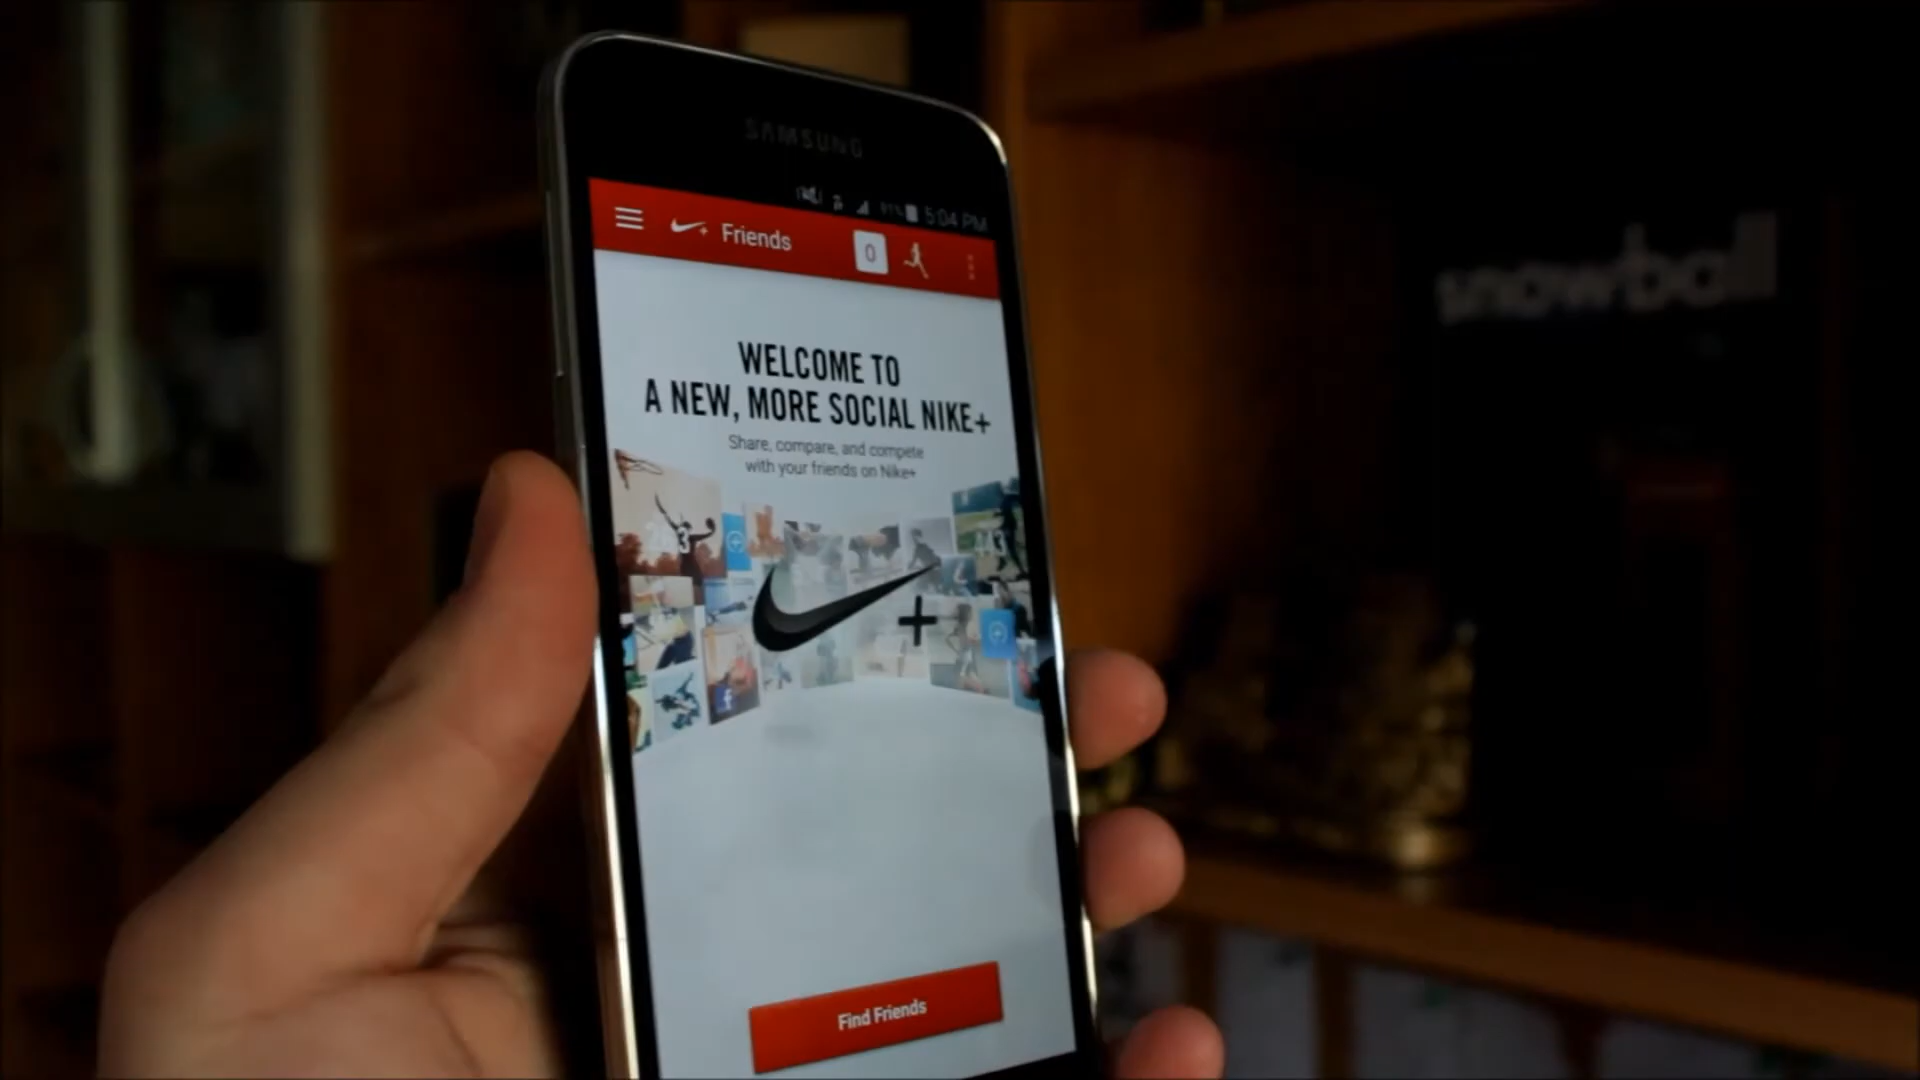 SAMSUNG
91% 5:04 PM
Friends
0
WELCOME TO
A NEW, MORE SOCIAL NIKE+
Share, compare, and compete
with your friends on Nike+
+
f
Find Friends
snowball